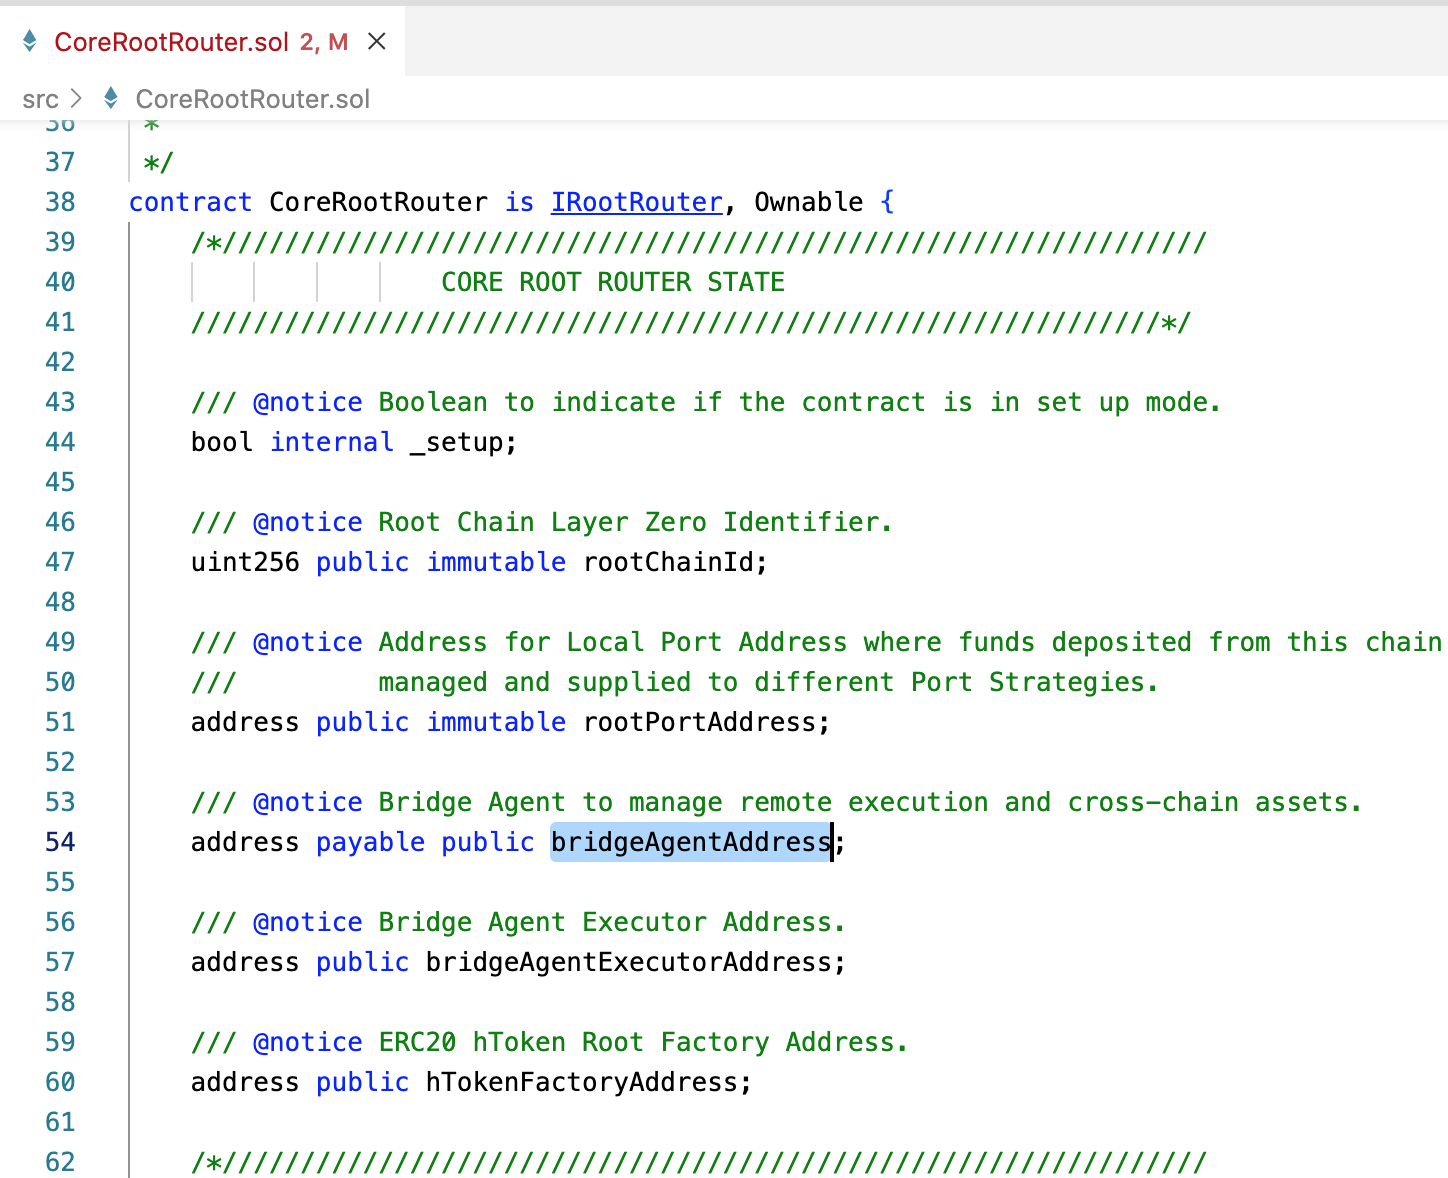 CoreRootRouter.sol 2, M
src > CoreRootRouter.sol
36 *
37 */
38 contract CoreRootRouter is IRootRouter, Ownable {
39 /*///////////////////////////////////////////////////////////////
40 CORE ROOT ROUTER STATE
41 //////////////////////////////////////////////////////////////*/
42
43 /// @notice Boolean to indicate if the contract is in set up mode.
44 bool internal _setup;
45
46 /// @notice Root Chain Layer Zero Identifier.
47 uint256 public immutable rootChainId;
48
49 /// @notice Address for Local Port Address where funds deposited from this chain
50 /// managed and supplied to different Port Strategies.
51 address public immutable rootPortAddress;
52
53 /// @notice Bridge Agent to manage remote execution and cross-chain assets.
54 address payable public bridgeAgentAddress;
55
56 /// @notice Bridge Agent Executor Address.
57 address public bridgeAgentExecutorAddress;
58
59 /// @notice ERC20 hToken Root Factory Address.
60 address public hTokenFactoryAddress;
61
62 /*///////////////////////////////////////////////////////////////